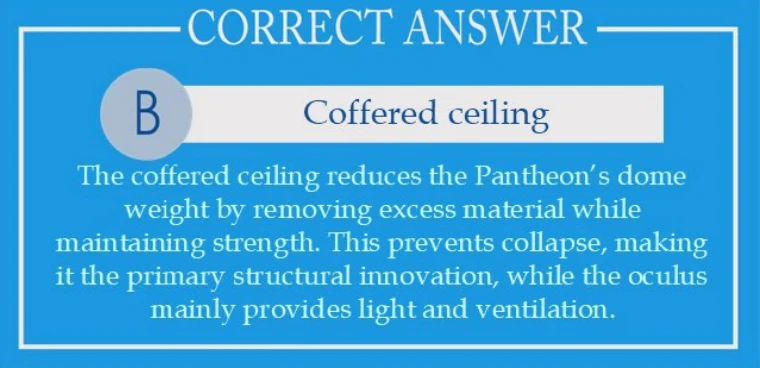 CORRECT ANSWER
B
Coffered ceiling
The coffered ceiling reduces the Pantheon's dome
weight by removing excess material while
maintaining strength. This prevents collapse, making
it the primary structural innovation, while the oculus
mainly provides light and ventilation.